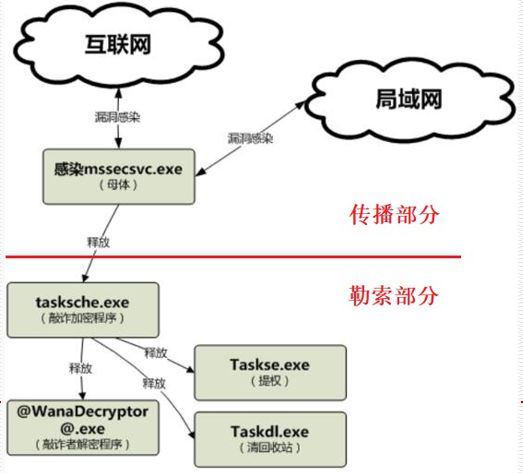 互联网
局域网
漏洞感染
漏洞感染
感染mssecsvc.exe
（母体）
传播部分
释放
tasksche.exe
（敲诈加密程序）
勒索部分
释放
释放
释放
Taskse.exe
（提权）
@WanaDecryptor
@.exe
（敲诈者解密程序）
Taskdl.exe
（清回收站）